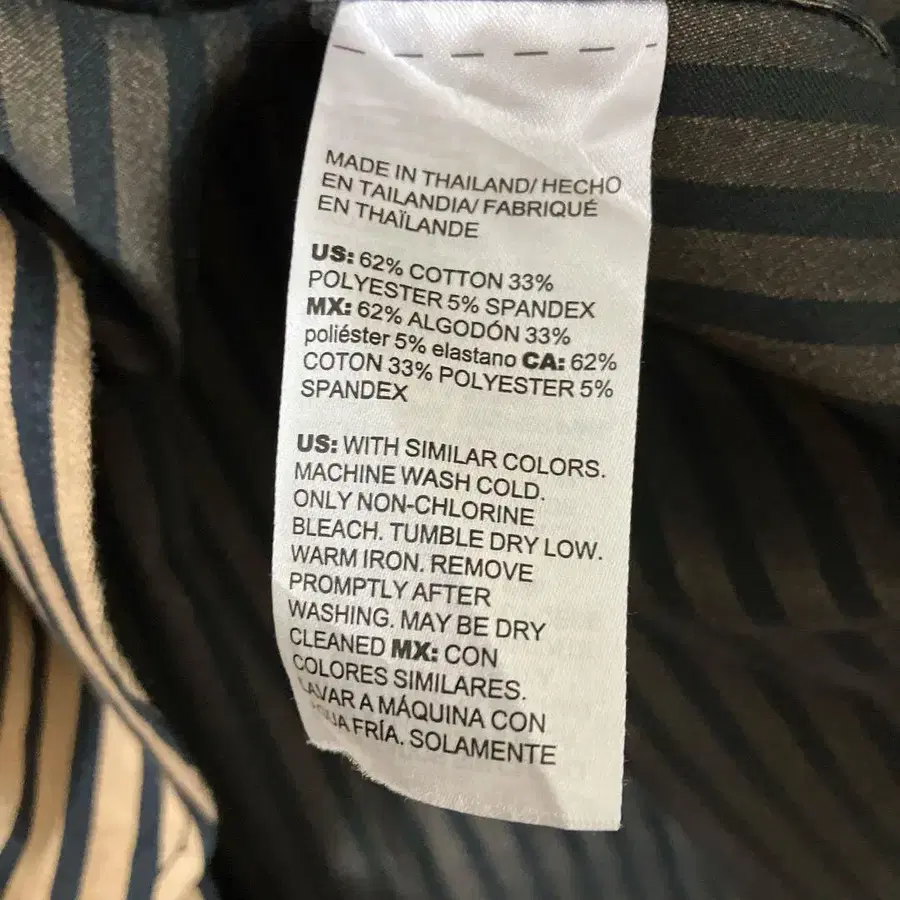 MADE IN THAILAND/ HECHO
EN TAILANDIA/ FABRIQUÉ
EN THAÏLANDE
US: 62% COTTON 33%
POLYESTER 5% SPANDEX
MX: 62% ALGODÓN 33%
poliéster 5% elastano CA: 62%
COTON 33% POLYESTER 5%
SPANDEX
US: WITH SIMILAR COLORS.
MACHINE WASH COLD.
ONLY NON-CHLORINE
BLEACH. TUMBLE DRY LOW.
WARM IRON. REMOVE
PROMPTLY AFTER
WASHING. MAY BE DRY
CLEANED MX: CON
COLORES SIMILARES.
LAVAR A MÁQUINA CON
AGUA FRÍA. SOLAMENTE